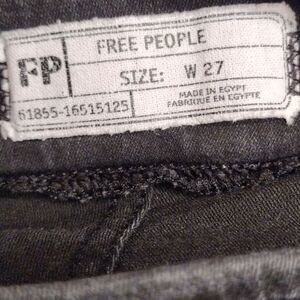 FP
FREE PEOPLE
SIZE: W 27
61855-16515125
MADE IN EGYPT
FABRIQUE EN EGYPTE